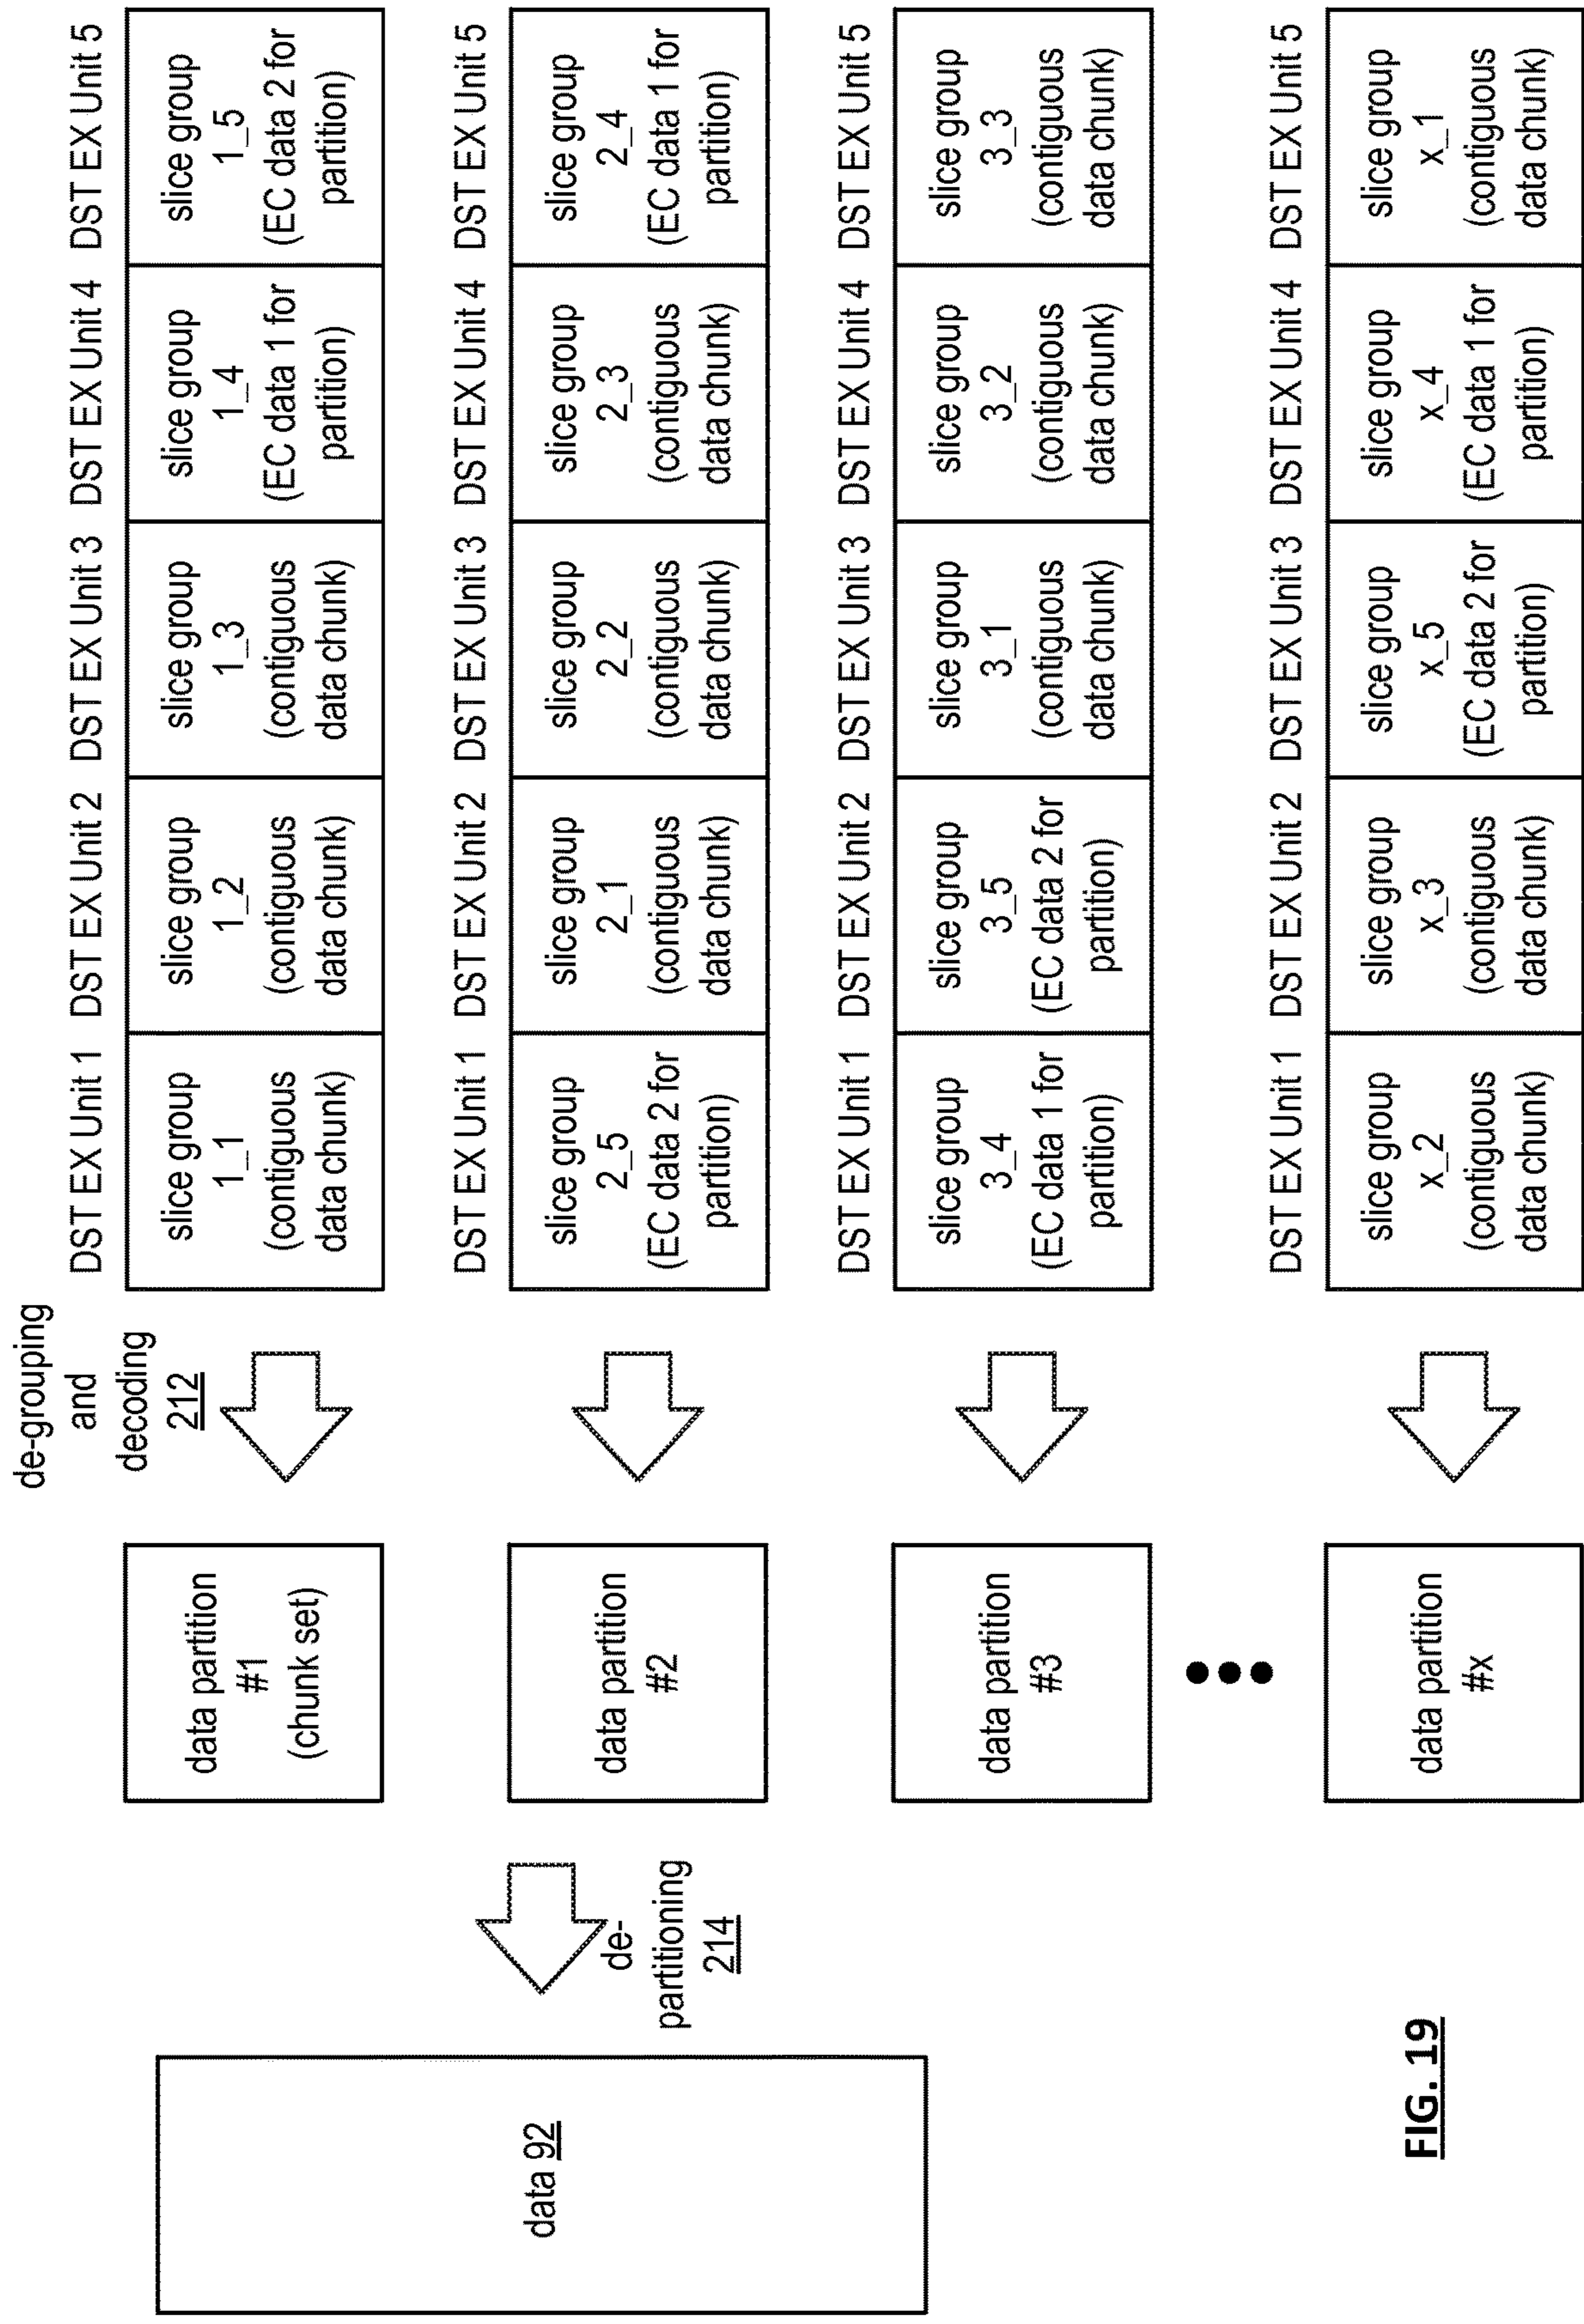 de-grouping
and
decoding
212
DST EX Unit 1 DST EX Unit 2 DST EX Unit 3 DST EX Unit 4 DST EX Unit 5
data 92
de-
partitioning
214
data partition
#1
(chunk set)
slice group
1_1
(contiguous
data chunk)
slice group
1_2
(contiguous
data chunk)
slice group
1_3
(contiguous
data chunk)
slice group
1_4
(EC data 1 for
partition)
slice group
1_5
(EC data 2 for
partition)
DST EX Unit 1 DST EX Unit 2 DST EX Unit 3 DST EX Unit 4 DST EX Unit 5
data partition
#2
slice group
2_5
(EC data 2 for
partition)
slice group
2_1
(contiguous
data chunk)
slice group
2_2
(contiguous
data chunk)
slice group
2_3
(contiguous
data chunk)
slice group
2_4
(EC data 1 for
partition)
DST EX Unit 1 DST EX Unit 2 DST EX Unit 3 DST EX Unit 4 DST EX Unit 5
data partition
#3
slice group
3_4
(EC data 1 for
partition)
slice group
3_5
(EC data 2 for
partition)
slice group
3_1
(contiguous
data chunk)
slice group
3_2
(contiguous
data chunk)
slice group
3_3
(contiguous
data chunk)
DST EX Unit 1 DST EX Unit 2 DST EX Unit 3 DST EX Unit 4 DST EX Unit 5
data partition
#x
slice group
x_2
(contiguous
data chunk)
slice group
x_3
(contiguous
data chunk)
slice group
x_5
(EC data 2 for
partition)
slice group
x_4
(EC data 1 for
partition)
slice group
x_1
(contiguous
data chunk)
FIG. 19